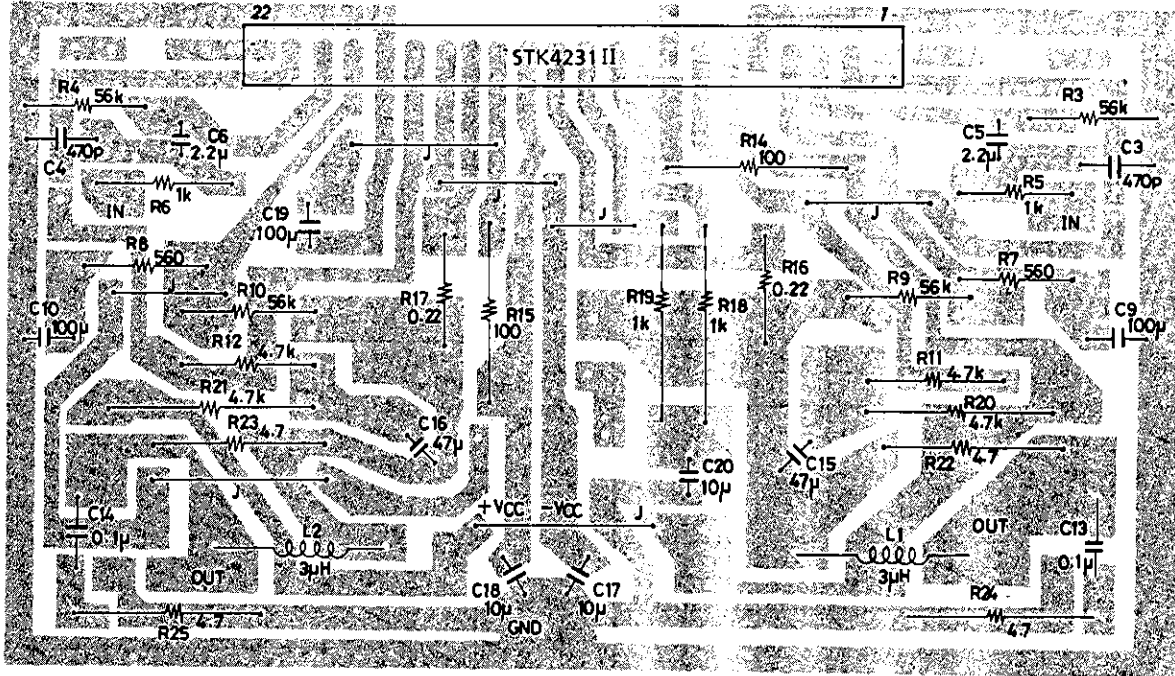 22
1
STK4231 II
R4
56k
C6
2.2µ
470p
C4
1k
R6
IN
C19
100µ
R8
560
J
J
J
J
R14
100
R3
56k
C5
2.2µ
C3
470p
R5
1k
IN
J
C10
100µ
R10
56k
R12
4.7k
R21
4.7k
R23
4.7
J
C16
47µ
R17
0.22
R15
100
R19
1k
R18
1k
R16
0.22
R9
56k
R7
560
C9
100µ
R11
4.7k
R20
4.7k
R22
4.7
C15
47µ
C20
10µ
+VCC
-VCC
J
C14
0.1µ
L2
3µH
OUT
C18
10µ
C17
10µ
GND
L1
3µH
OUT
C13
0.1µ
R24
4.7
R25
4.7